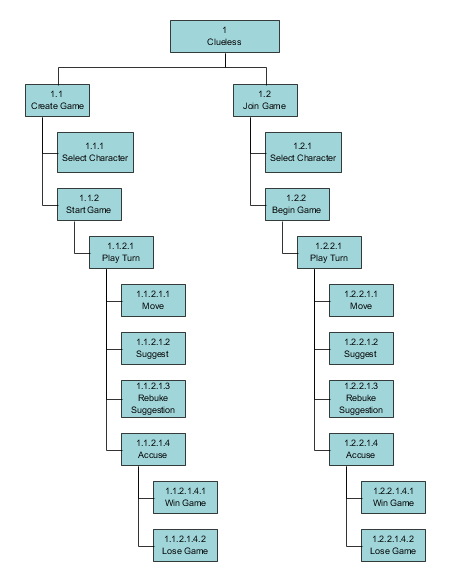 1
Clueless
1.1
Create Game
1.1.1
Select Character
1.1.2
Start Game
1.1.2.1
Play Turn
1.1.2.1.1
Move
1.1.2.1.2
Suggest
1.1.2.1.3
Rebuke
Suggestion
1.1.2.1.4
Accuse
1.1.2.1.4.1
Win Game
1.1.2.1.4.2
Lose Game
1.2
Join Game
1.2.1
Select Character
1.2.2
Begin Game
1.2.2.1
Play Turn
1.2.2.1.1
Move
1.2.2.1.2
Suggest
1.2.2.1.3
Rebuke
Suggestion
1.2.2.1.4
Accuse
1.2.2.1.4.1
Win Game
1.2.2.1.4.2
Lose Game